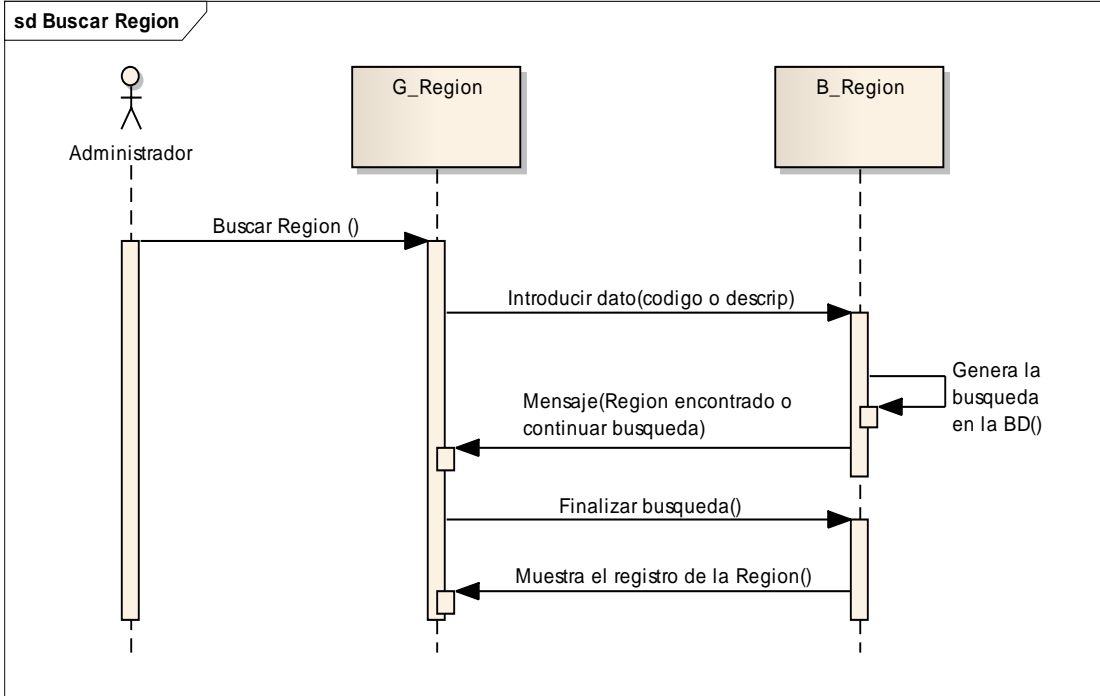 sd Buscar Region
G_Region
B_Region
Administrador
Buscar Region ()
Introducir dato(codigo o descrip)
Genera la
busqueda
en la BD()
Mensaje(Region encontrado o
continuar busqueda)
Finalizar busqueda()
Muestra el registro de la Region()